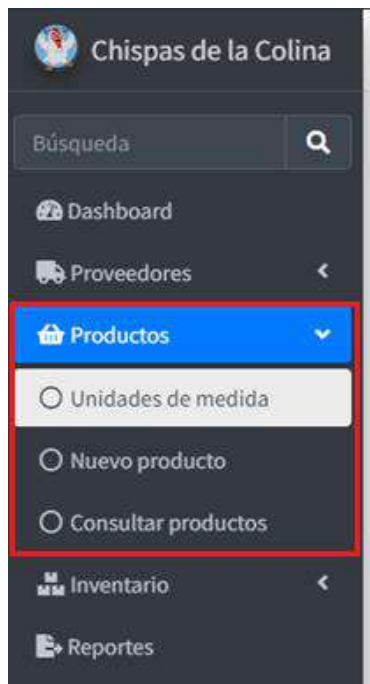 Chispas de la Colina
Búsqueda
Dashboard
Proveedores
Productos
Unidades de medida
Nuevo producto
Consultar productos
Inventario
Reportes